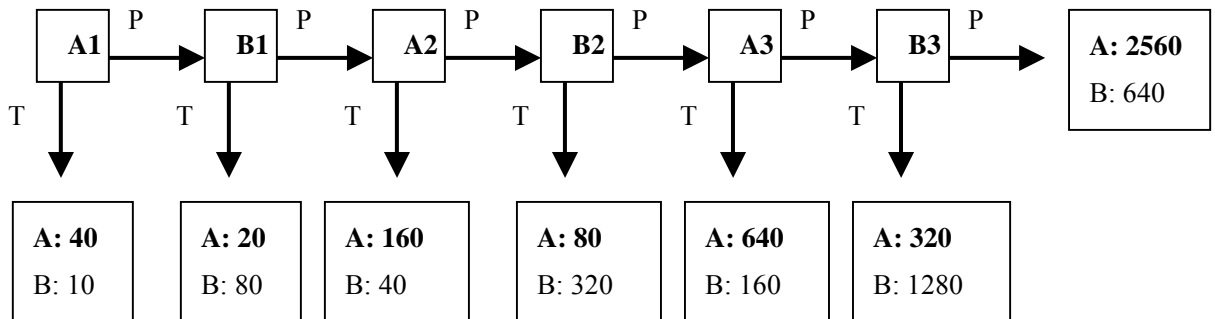 P P P P P P
A1 B1 A2 B2 A3 B3
A: 2560
B: 640
T T T T T T
A: 40 A: 20 A: 160 A: 80 A: 640 A: 320
B: 10 B: 80 B: 40 B: 320 B: 160 B: 1280